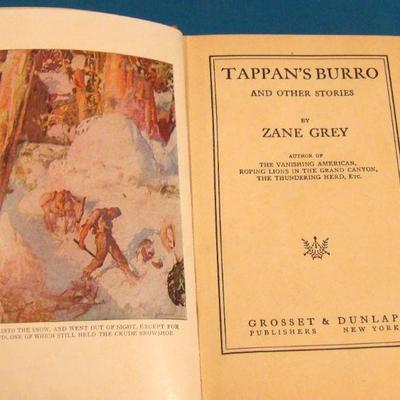 INTO THE SNOW, AND WENT OUT OF SIGHT, EXCEPT FOR
ONE OF WHICH STILL HELD THE CRUDE SNOWSHOE.
TAPPAN'S BURRO
AND OTHER STORIES
BY
ZANE GREY
AUTHOR OF
THE VANISHING AMERICAN,
ROPING LIONS IN THE GRAND CANYON,
THE THUNDERING HERD, ETC.
GROSSET & DUNLAP
PUBLISHERS NEW YORK